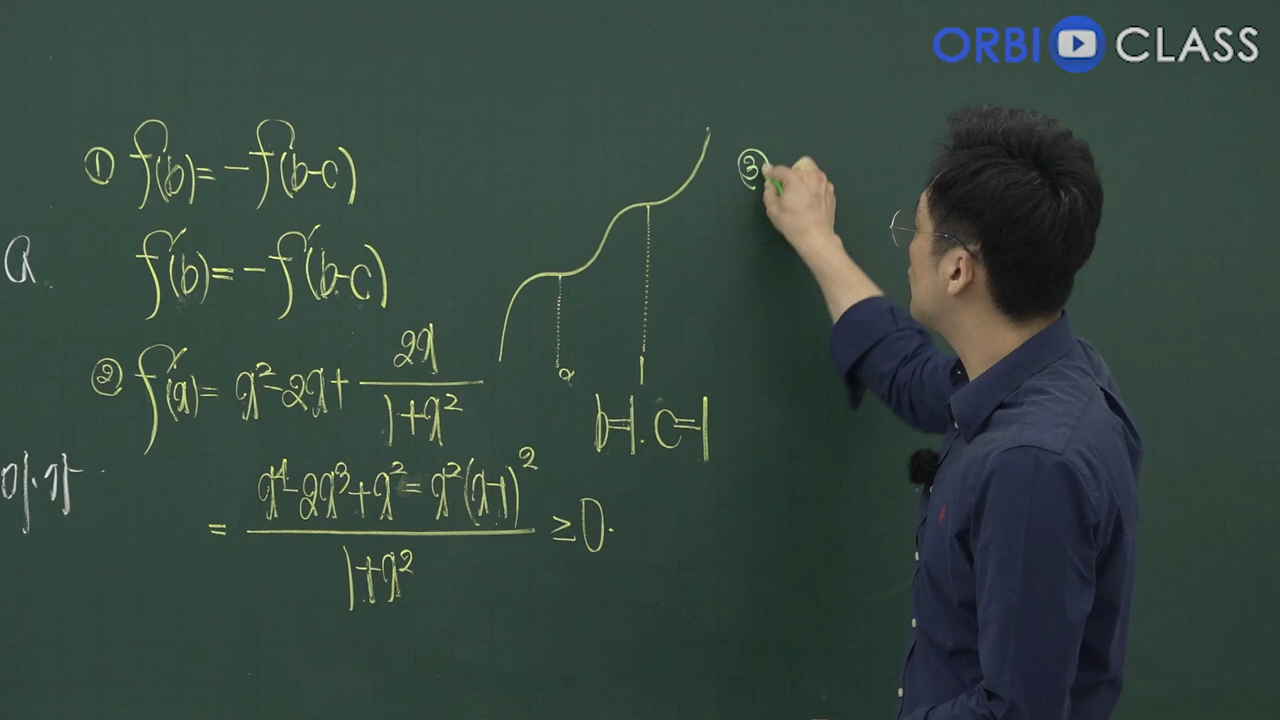 ORBI CLASS
① f(b)=-f(b-c)
a
f'(b)=-f'(b-c)
② f'(x)= x²-2x+ 2x/(1+x²)
= (x⁴-2x³+x² = x²(x-1)²)/(1+x²) ≥0.
1
b=1. c=1
③